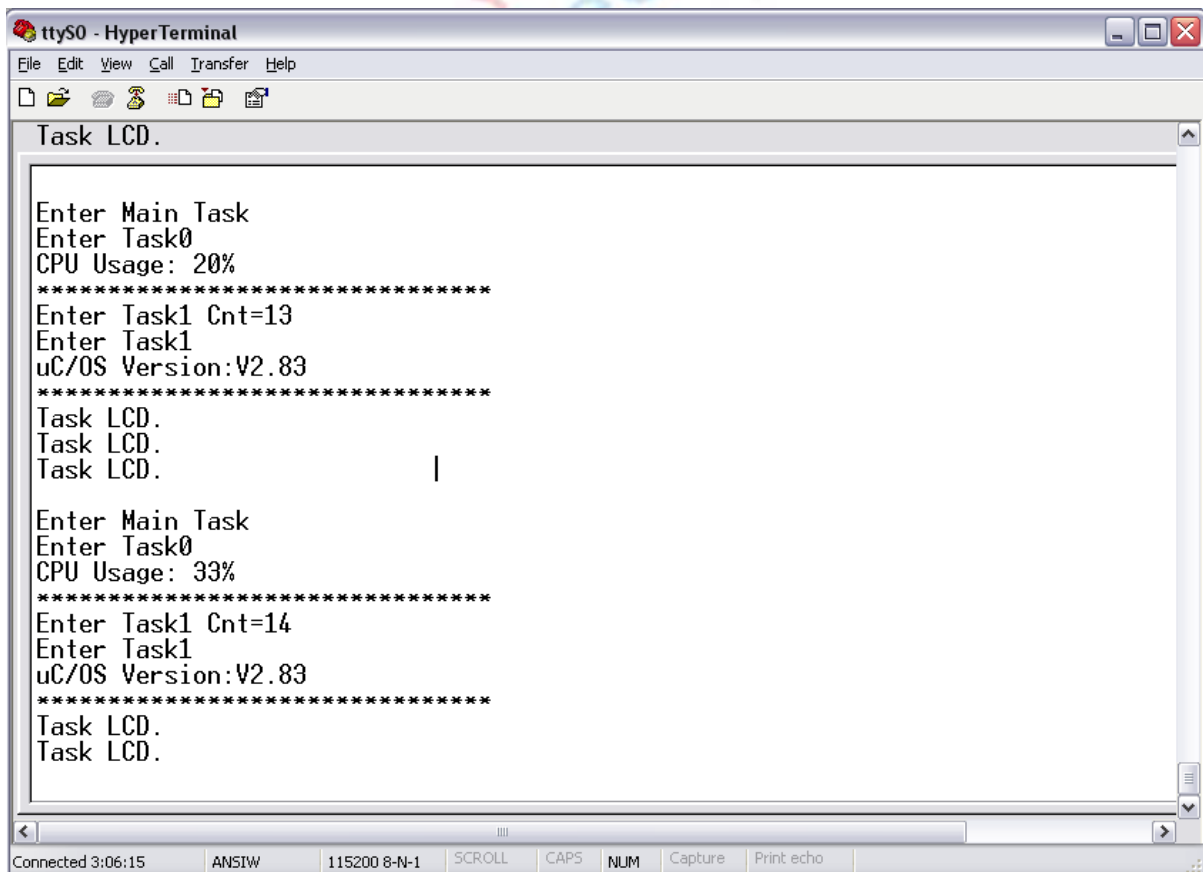 ttyS0 - HyperTerminal
File Edit View Call Transfer Help
Task LCD.
Enter Main Task
Enter Task0
CPU Usage: 20%
********************************
Enter Task1 Cnt=13
Enter Task1
uC/OS Version:V2.83
********************************
Task LCD.
Task LCD.
Task LCD.
Enter Main Task
Enter Task0
CPU Usage: 33%
********************************
Enter Task1 Cnt=14
Enter Task1
uC/OS Version:V2.83
********************************
Task LCD.
Task LCD.
Connected 3:06:15 ANSIW 115200 8-N-1 SCROLL CAPS NUM Capture Print echo